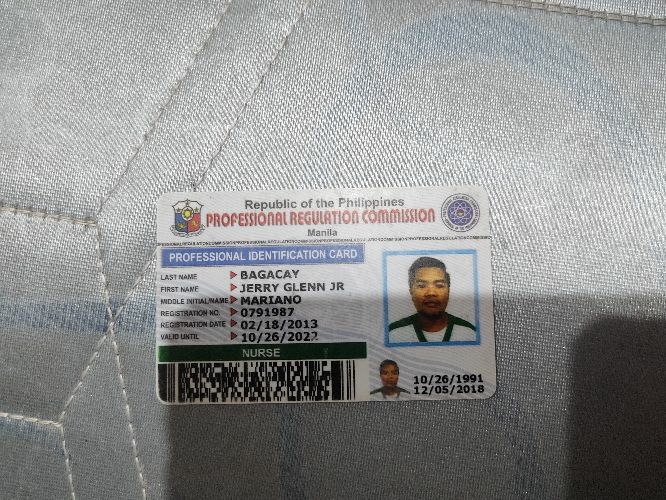 Republic of the Philippines
PROFESSIONAL REGULATION COMMISSION
Manila
PROFESSIONAL IDENTIFICATION CARD
LAST NAME BAGACAY
FIRST NAME JERRY GLENN JR
MIDDLE INITIAL/NAME MARIANO
REGISTRATION NO. 0791987
REGISTRATION DATE 02/18/2013
VALID UNTIL 10/26/2022
NURSE
10/26/1991
12/05/2018